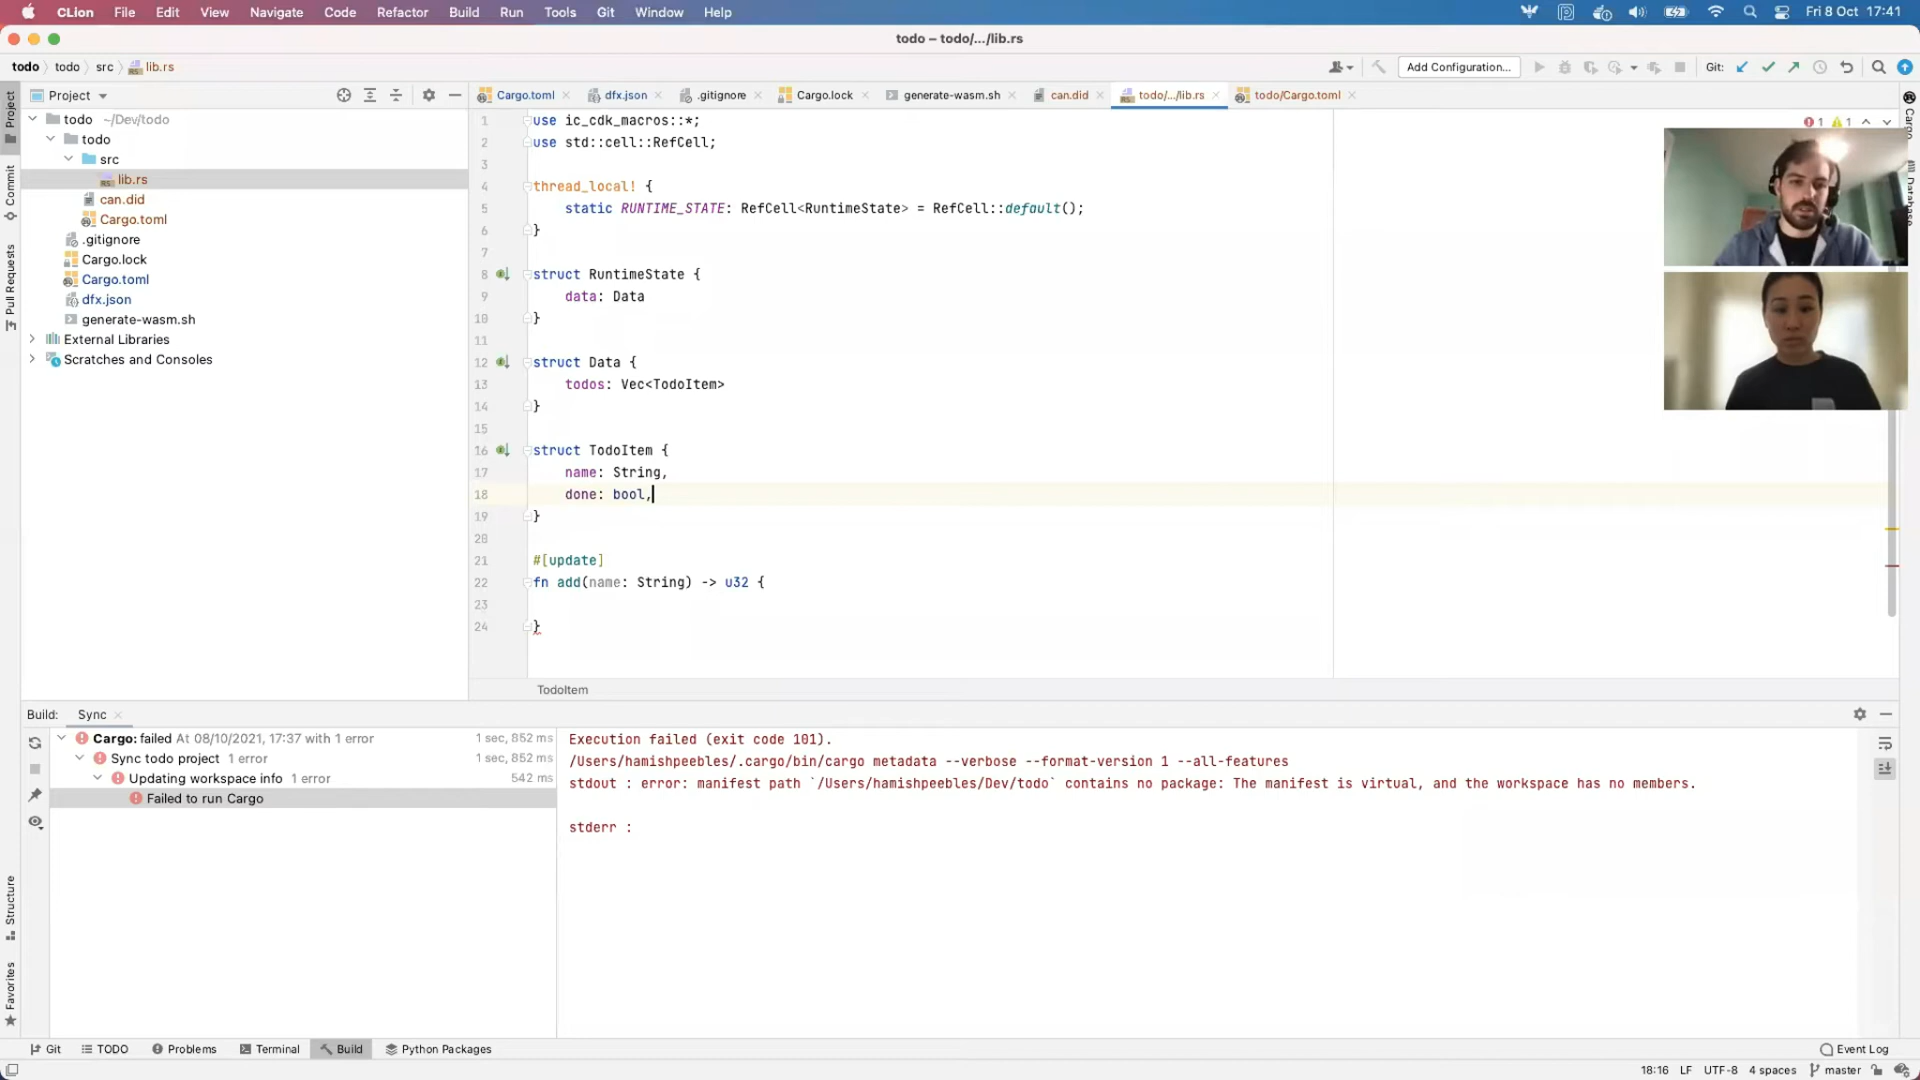 CLion File Edit View Navigate Code Refactor Build Run Tools Git Window Help Fri 8 Oct 17:41
todo – todo/.../lib.rs
todo todo src lib.rs Add Configuration... Git:
Project
Cargo.toml dfx.json .gitignore Cargo.lock generate-wasm.sh can.did todo/.../lib.rs todo/Cargo.toml
todo ~/Dev/todo
todo
src
lib.rs
can.did
Cargo.toml
.gitignore
Cargo.lock
Cargo.toml
dfx.json
generate-wasm.sh
External Libraries
Scratches and Consoles
Project
Commit
Pull Requests
Structure
Favorites
Cargo
Database
1 1
1 use ic_cdk_macros::*;
2 use std::cell::RefCell;
3
4 thread_local! {
5 static RUNTIME_STATE: RefCell<RuntimeState> = RefCell::default();
6 }
7
8 struct RuntimeState {
9 data: Data
10 }
11
12 struct Data {
13 todos: Vec<TodoItem>
14 }
15
16 struct TodoItem {
17 name: String,
18 done: bool,
19 }
20
21 #[update]
22 fn add(name: String) -> u32 {
23
24 }
TodoItem
Build: Sync
Cargo: failed At 08/10/2021, 17:37 with 1 error 1 sec, 852 ms
Sync todo project 1 error 1 sec, 852 ms
Updating workspace info 1 error 542 ms
Failed to run Cargo
Execution failed (exit code 101).
/Users/hamishpeebles/.cargo/bin/cargo metadata --verbose --format-version 1 --all-features
stdout : error: manifest path `/Users/hamishpeebles/Dev/todo` contains no package: The manifest is virtual, and the workspace has no members.
stderr :
Git TODO Problems Terminal Build Python Packages Event Log
18:16 LF UTF-8 4 spaces master